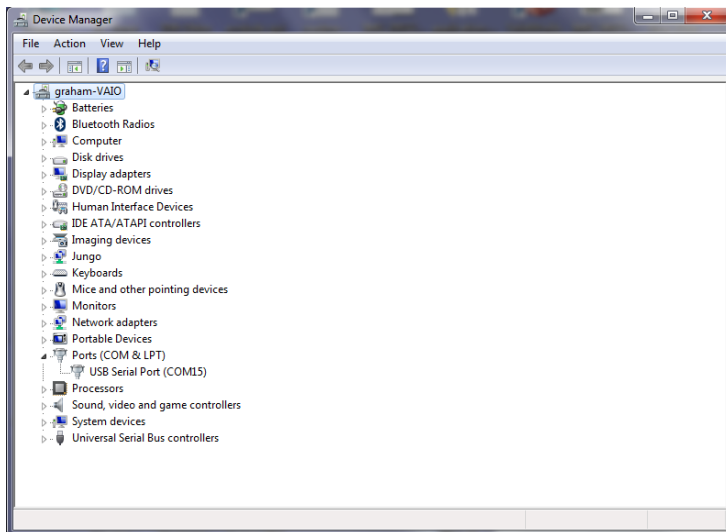 Device Manager
File Action View Help
graham-VAIO
Batteries
Bluetooth Radios
Computer
Disk drives
Display adapters
DVD/CD-ROM drives
Human Interface Devices
IDE ATA/ATAPI controllers
Imaging devices
Jungo
Keyboards
Mice and other pointing devices
Monitors
Network adapters
Portable Devices
Ports (COM & LPT)
USB Serial Port (COM15)
Processors
Sound, video and game controllers
System devices
Universal Serial Bus controllers